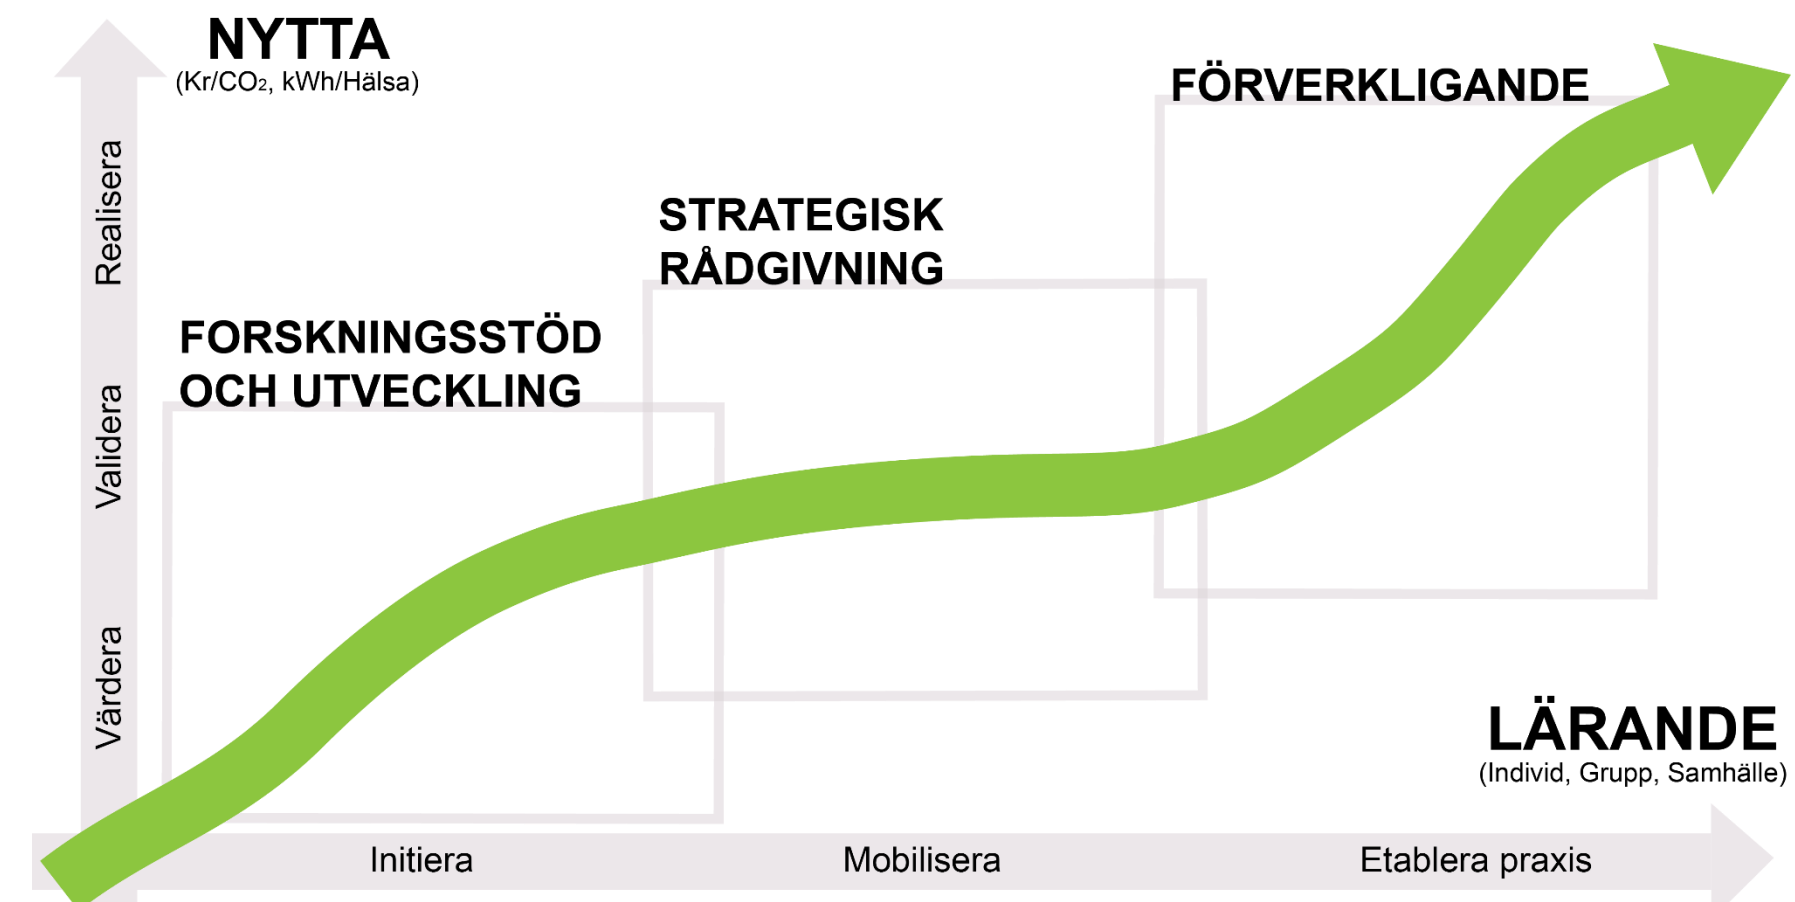 NYTTA
(Kr/CO₂, kWh/Hälsa)
FÖRVERKLIGANDE
STRATEGISK
RÅDGIVNING
FORSKNINGSSTÖD
OCH UTVECKLING
Realisera
Validera
Värdera
LÄRANDE
(Individ, Grupp, Samhälle)
Initiera
Mobilisera
Etablera praxis